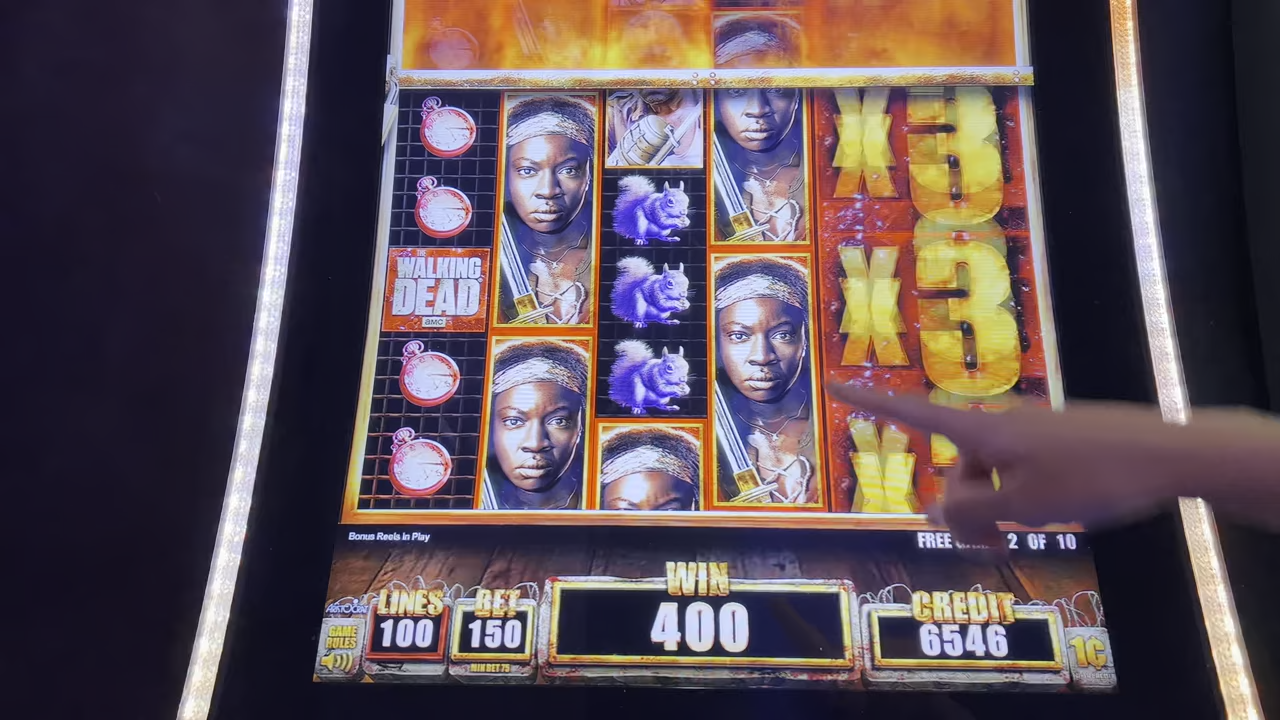 X3
THE
WALKING
DEAD
amc
X3
X
Bonus Reels in Play
FREE 2 OF 10
WIN
400
ARISTOCRAT
GAME
RULES
LINES
100
BET
150
MIN BET 75
CREDIT
6546
1¢